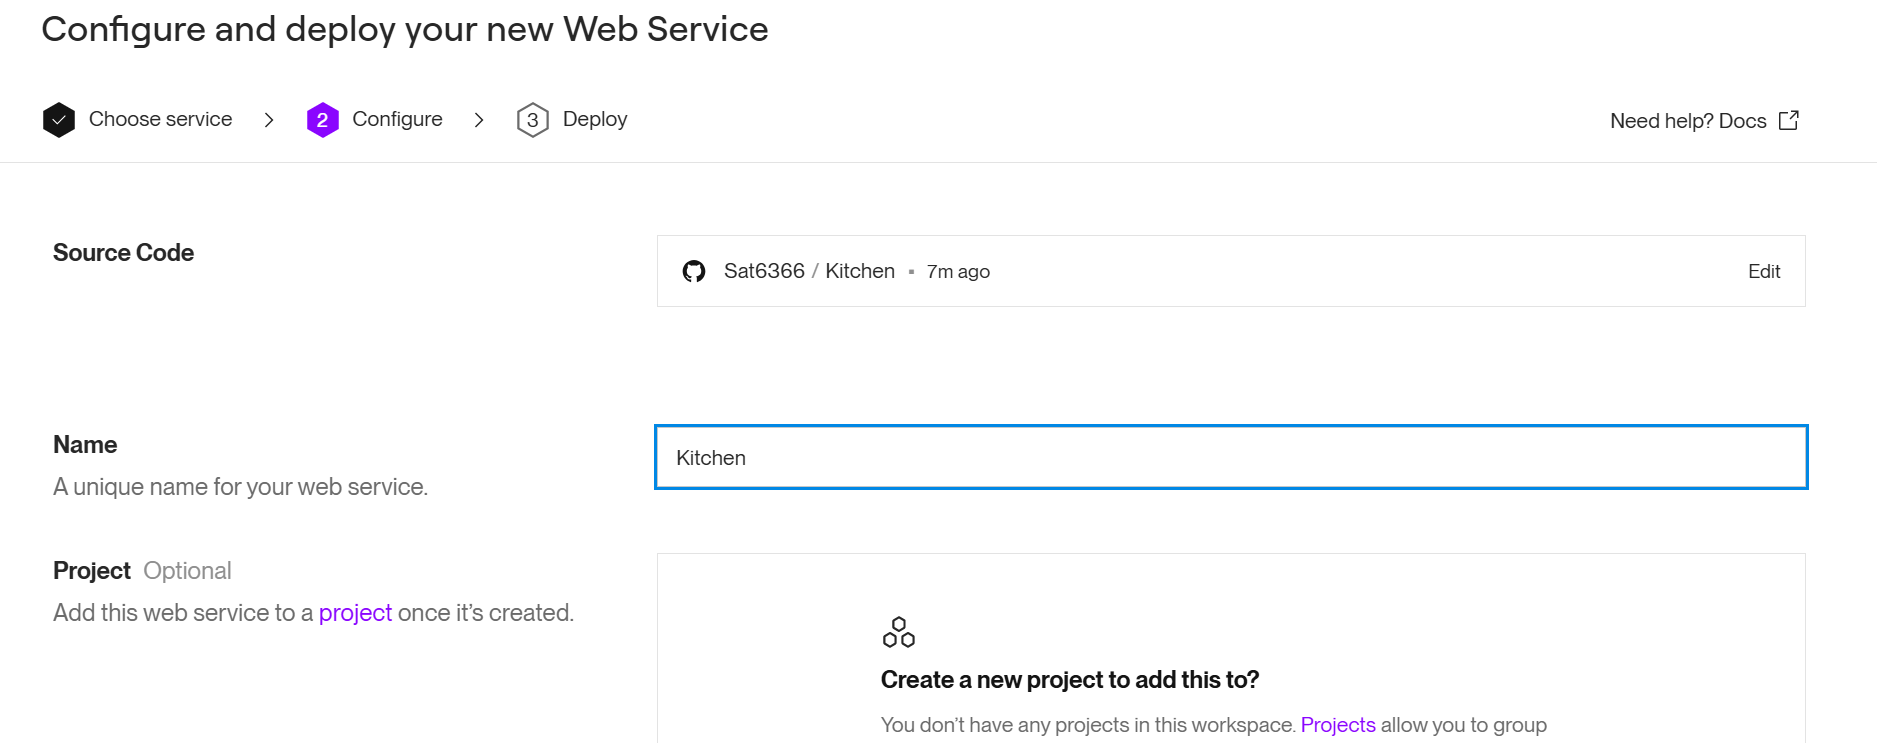 Configure and deploy your new Web Service
Choose service > 2 Configure > 3 Deploy
Need help? Docs
Source Code
Sat6366 / Kitchen ▪ 7m ago
Edit
Name
A unique name for your web service.
Kitchen
Project Optional
Add this web service to a project once it’s created.
Create a new project to add this to?
You don’t have any projects in this workspace. Projects allow you to group